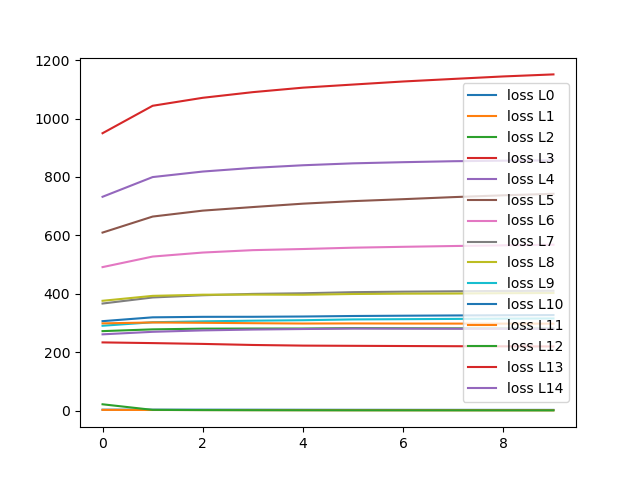 1200
1000
800
600
400
200
0
0 2 4 6 8
loss L0
loss L1
loss L2
loss L3
loss L4
loss L5
loss L6
loss L7
loss L8
loss L9
loss L10
loss L11
loss L12
loss L13
loss L14